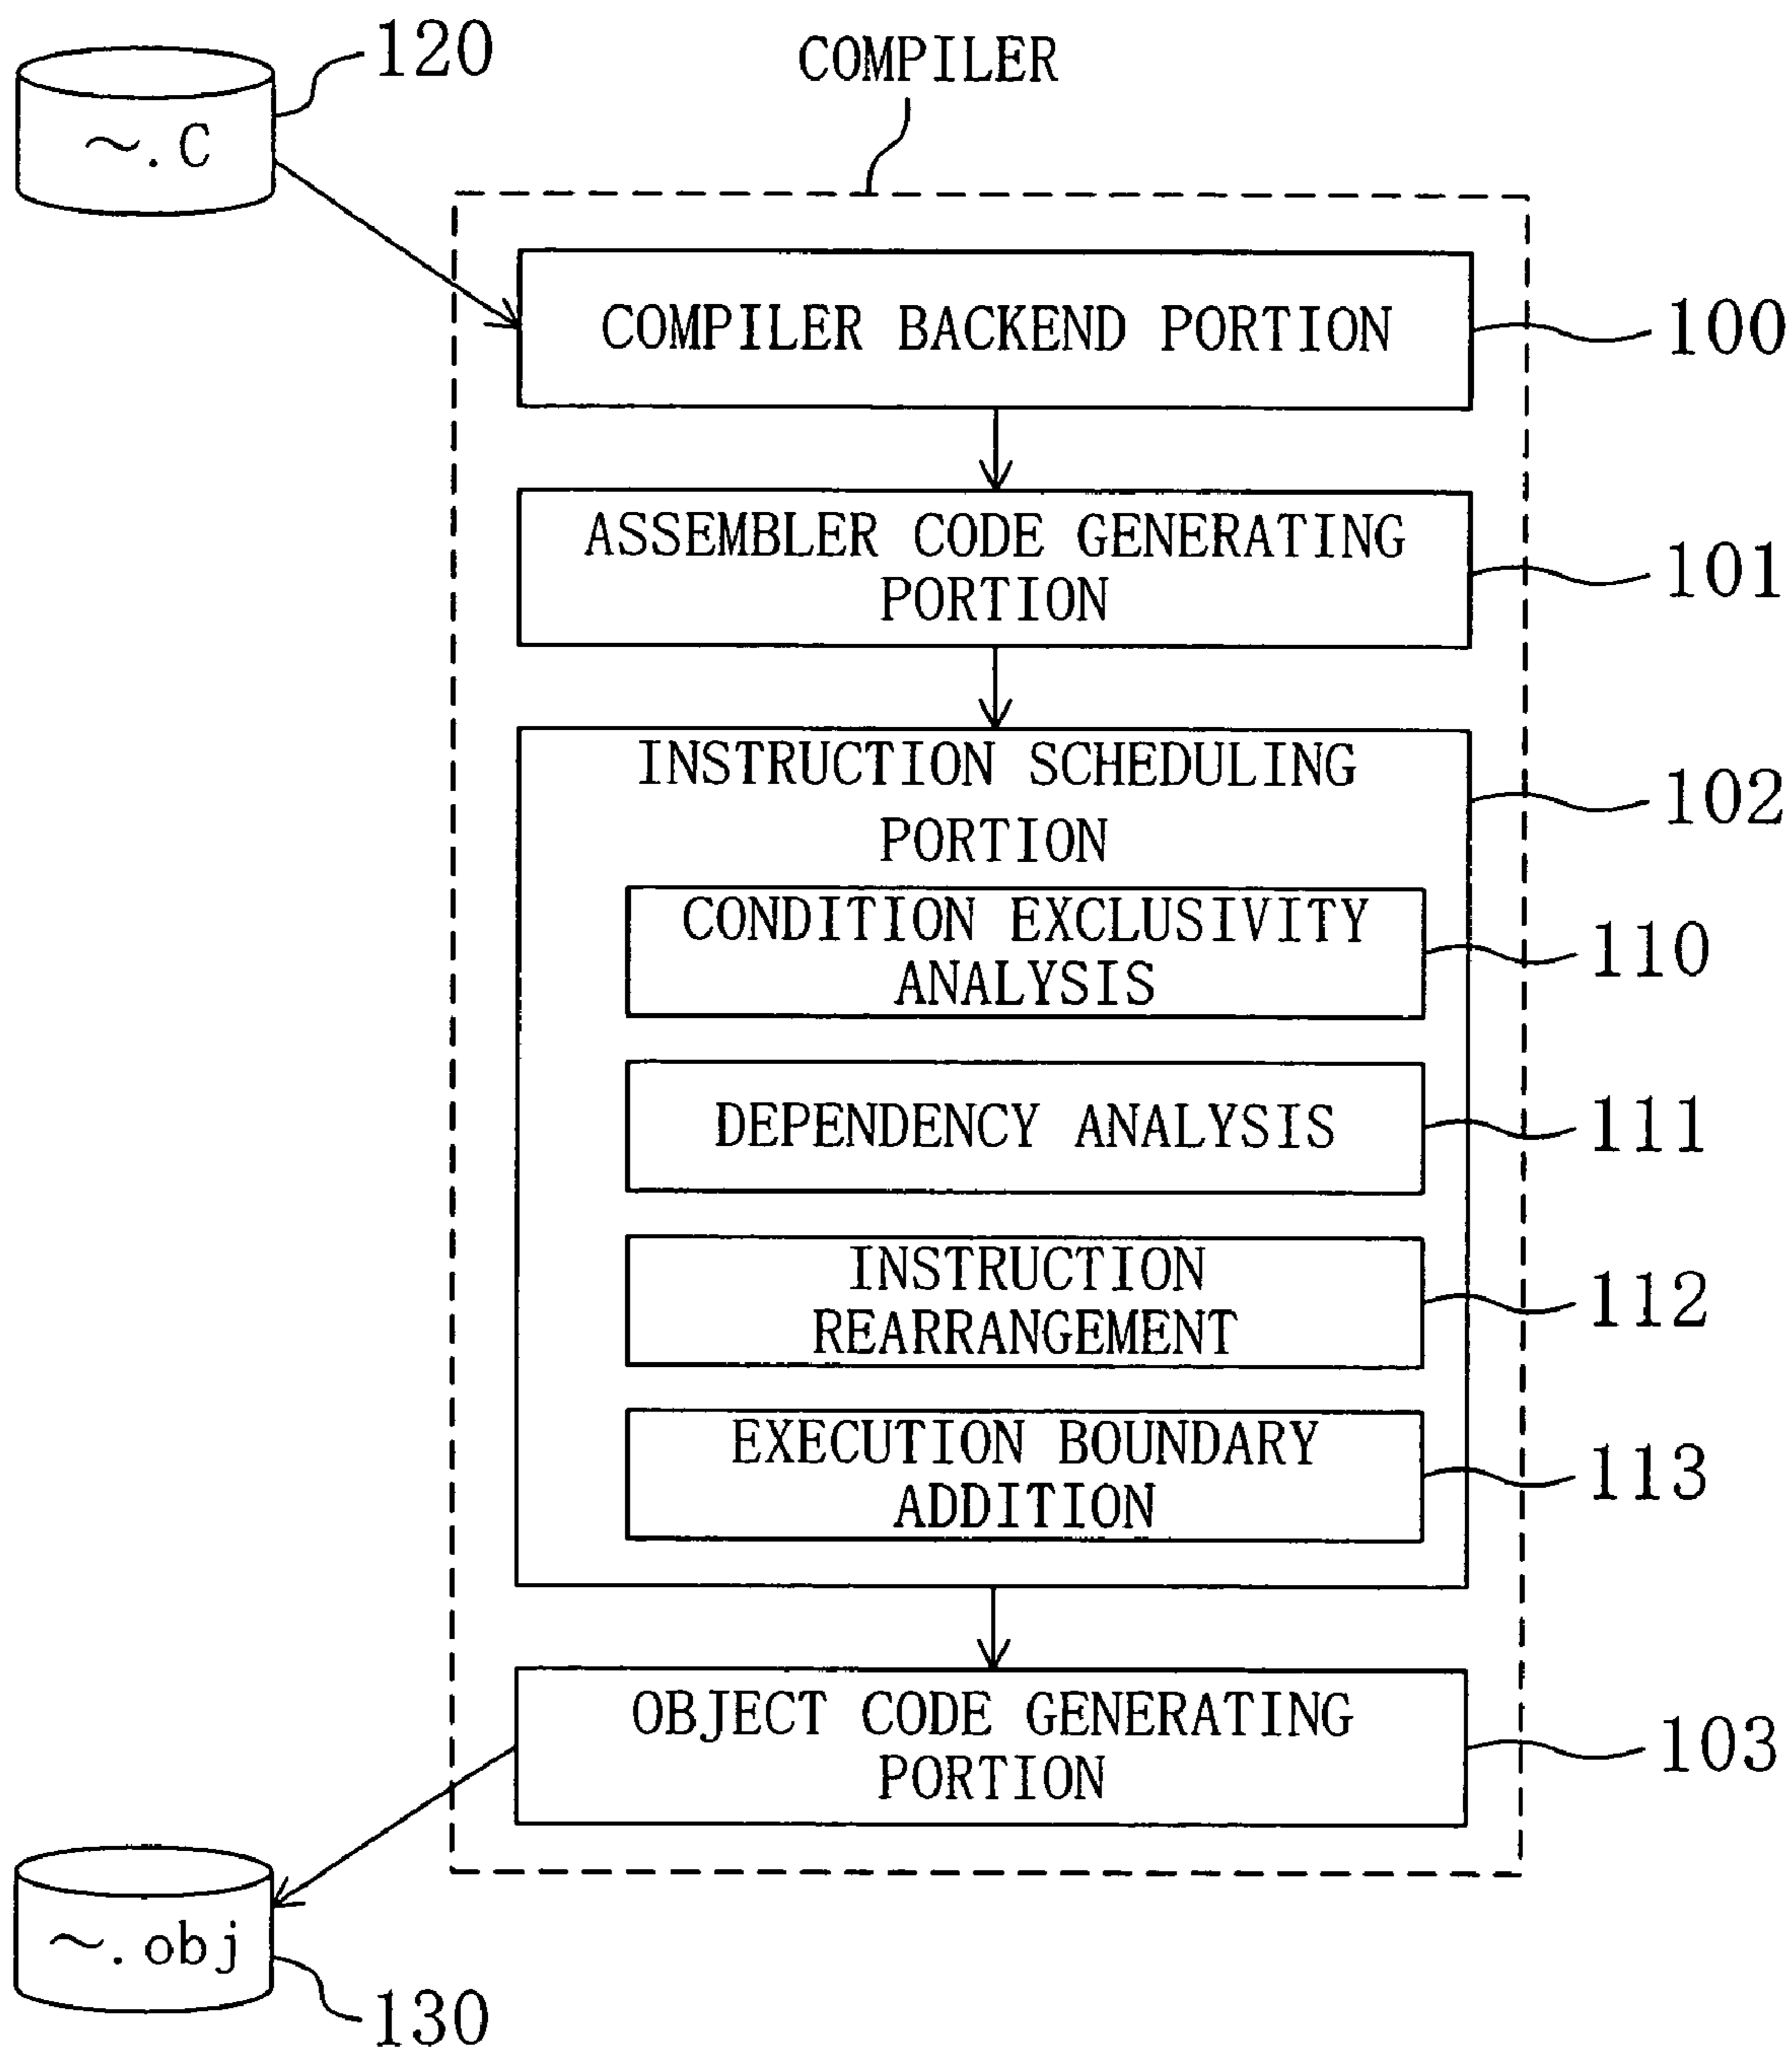 120
COMPILER
~.C
COMPILER BACKEND PORTION
100
ASSEMBLER CODE GENERATING
PORTION
101
INSTRUCTION SCHEDULING
PORTION
102
CONDITION EXCLUSIVITY
ANALYSIS
110
DEPENDENCY ANALYSIS
111
INSTRUCTION
REARRANGEMENT
112
EXECUTION BOUNDARY
ADDITION
113
OBJECT CODE GENERATING
PORTION
103
~.obj
130